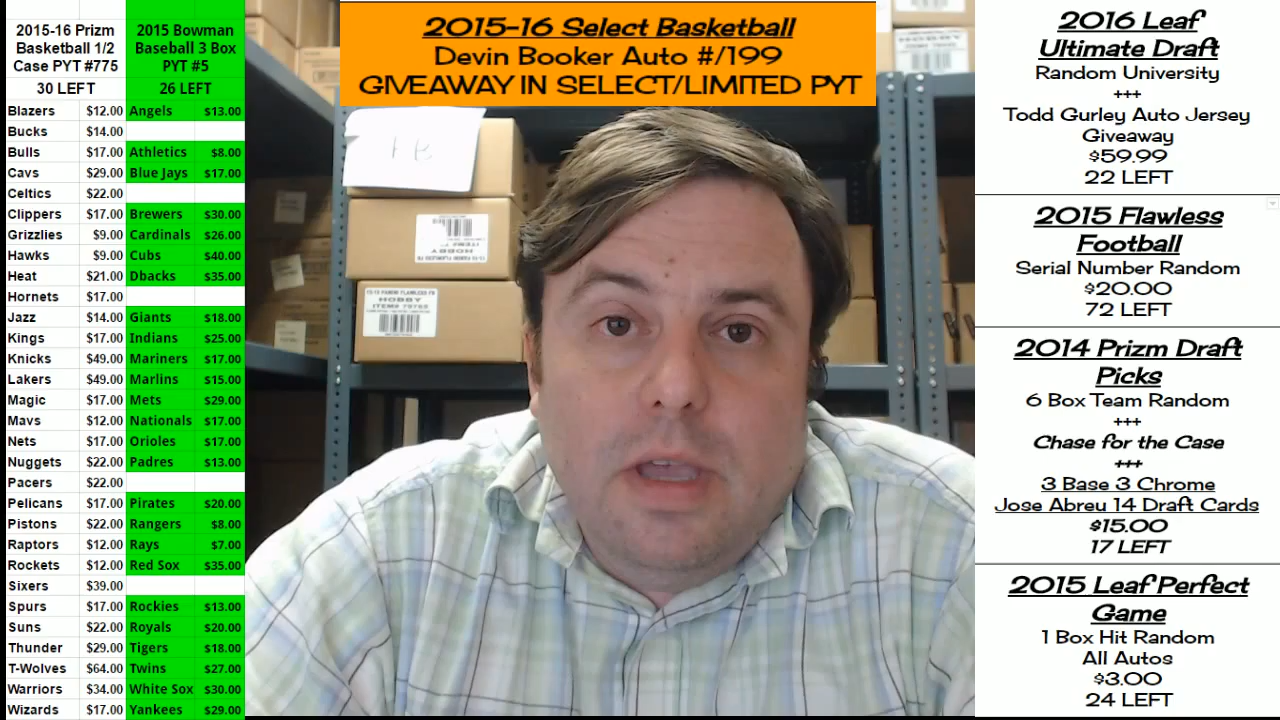 2015-16 Prizm
Basketball 1/2
Case PYT #775
30 LEFT
Blazers $12.00
Bucks $14.00
Bulls $17.00
Cavs $29.00
Celtics $22.00
Clippers $17.00
Grizzlies $9.00
Hawks $9.00
Heat $21.00
Hornets $17.00
Jazz $14.00
Kings $17.00
Knicks $49.00
Lakers $49.00
Magic $17.00
Mavs $12.00
Nets $17.00
Nuggets $22.00
Pacers $22.00
Pelicans $17.00
Pistons $22.00
Raptors $12.00
Rockets $12.00
Sixers $39.00
Spurs $17.00
Suns $22.00
Thunder $29.00
T-Wolves $64.00
Warriors $34.00
Wizards $17.00
2015 Bowman
Baseball 3 Box
PYT #5
26 LEFT
Angels $13.00
Athletics $8.00
Blue Jays $17.00
Brewers $30.00
Cardinals $26.00
Cubs $40.00
Dbacks $35.00
Giants $18.00
Indians $25.00
Mariners $17.00
Marlins $15.00
Mets $29.00
Nationals $17.00
Orioles $17.00
Padres $13.00
Pirates $20.00
Rangers $8.00
Rays $7.00
Red Sox $35.00
Rockies $13.00
Royals $20.00
Tigers $18.00
Twins $27.00
White Sox $30.00
Yankees $29.00
2015-16 Select Basketball
Devin Booker Auto #/199
GIVEAWAY IN SELECT/LIMITED PYT
HOBBY
HOBBY
HOBBY
2016 Leaf
Ultimate Draft
Random University
+++
Todd Gurley Auto Jersey
Giveaway
$59.99
22 LEFT
2015 Flawless
Football
Serial Number Random
$20.00
72 LEFT
2014 Prizm Draft
Picks
6 Box Team Random
+++
Chase for the Case
+++
3 Base 3 Chrome
Jose Abreu 14 Draft Cards
$15.00
17 LEFT
2015 Leaf Perfect
Game
1 Box Hit Random
All Autos
$3.00
24 LEFT